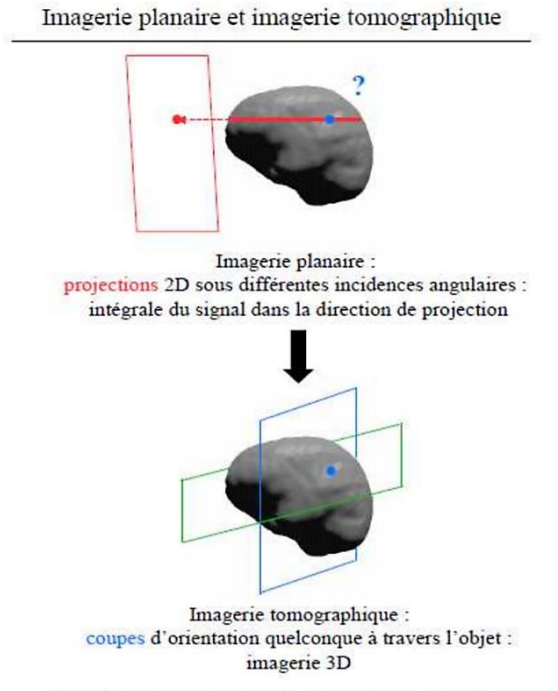 Imagerie planaire et imagerie tomographique
?
Imagerie planaire :
projections 2D sous différentes incidences angulaires :
intégrale du signal dans la direction de projection
Imagerie tomographique :
coupes d'orientation quelconque à travers l'objet :
imagerie 3D